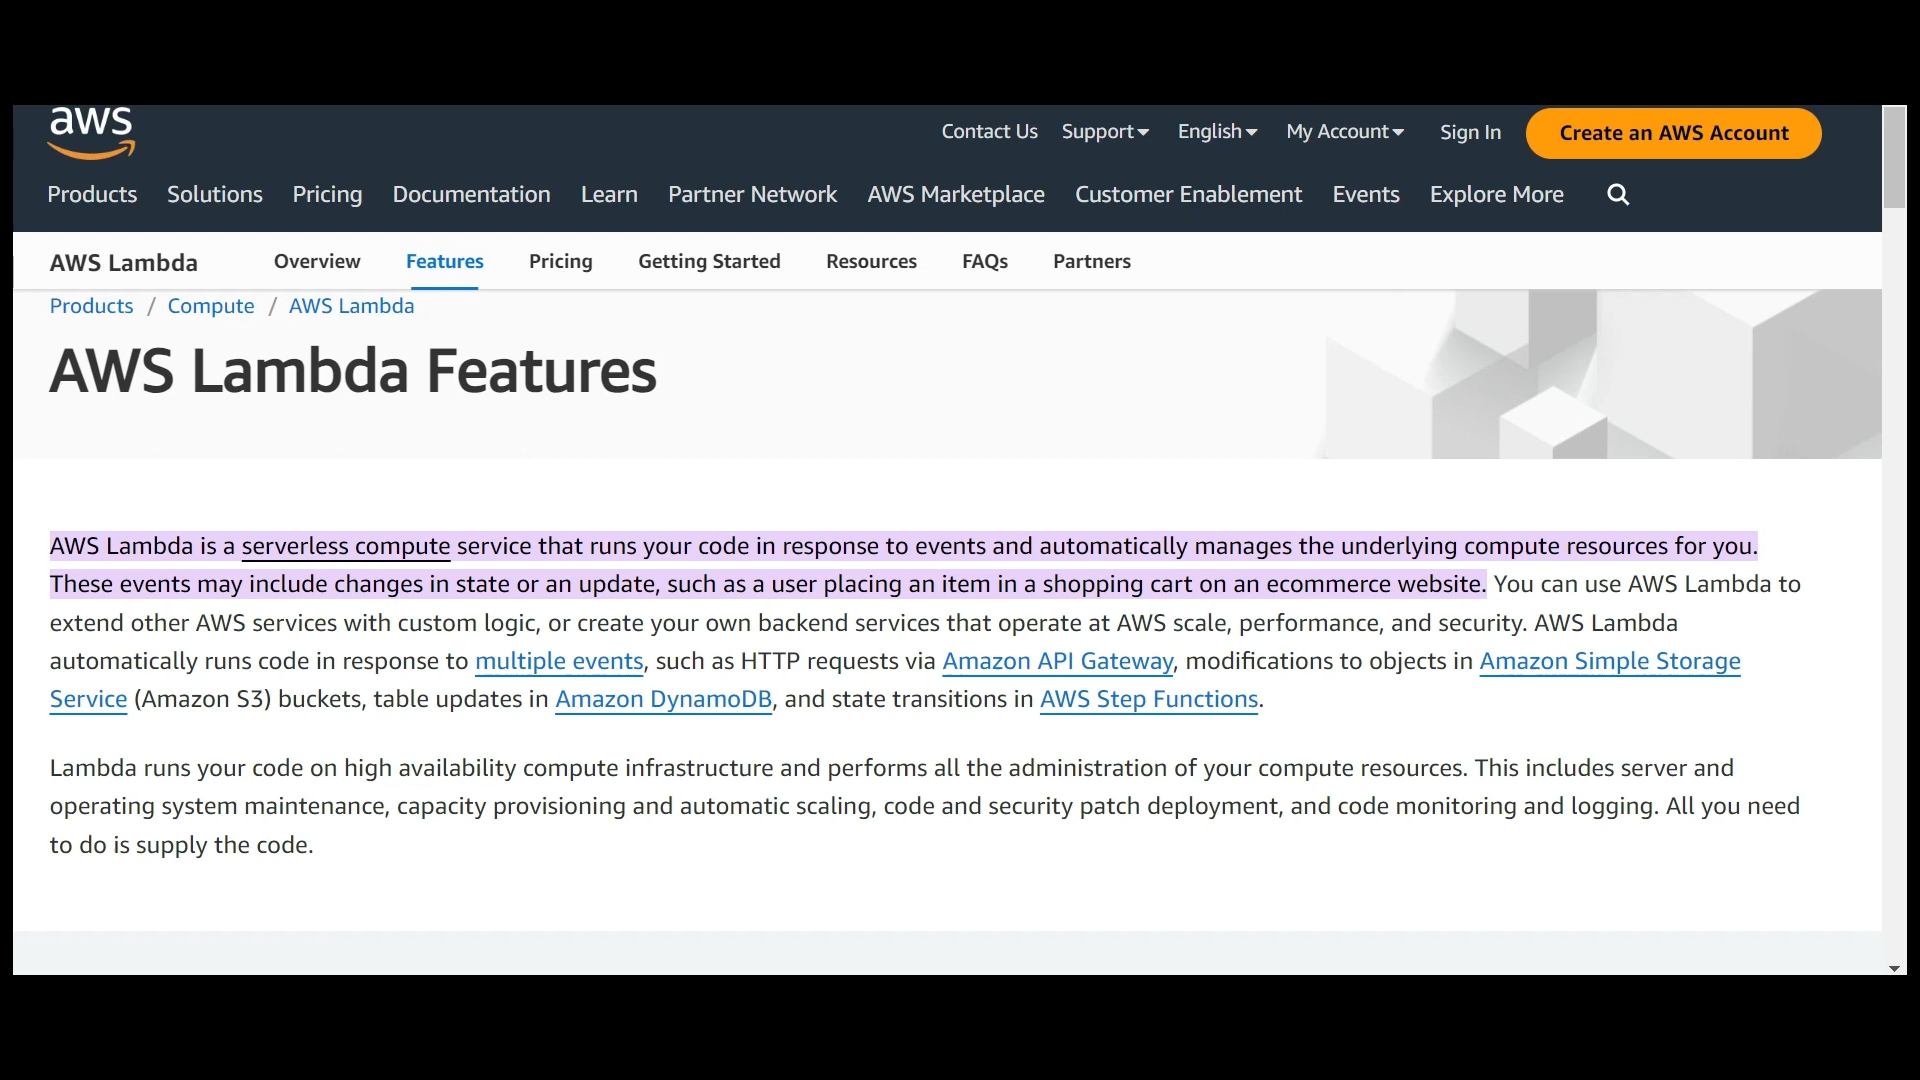 aws
Contact Us Support English My Account Sign In Create an AWS Account
Products Solutions Pricing Documentation Learn Partner Network AWS Marketplace Customer Enablement Events Explore More
AWS Lambda Overview Features Pricing Getting Started Resources FAQs Partners
Products / Compute / AWS Lambda
AWS Lambda Features
AWS Lambda is a serverless compute service that runs your code in response to events and automatically manages the underlying compute resources for you.
These events may include changes in state or an update, such as a user placing an item in a shopping cart on an ecommerce website. You can use AWS Lambda to
extend other AWS services with custom logic, or create your own backend services that operate at AWS scale, performance, and security. AWS Lambda
automatically runs code in response to multiple events, such as HTTP requests via Amazon API Gateway, modifications to objects in Amazon Simple Storage
Service (Amazon S3) buckets, table updates in Amazon DynamoDB, and state transitions in AWS Step Functions.
Lambda runs your code on high availability compute infrastructure and performs all the administration of your compute resources. This includes server and
operating system maintenance, capacity provisioning and automatic scaling, code and security patch deployment, and code monitoring and logging. All you need
to do is supply the code.